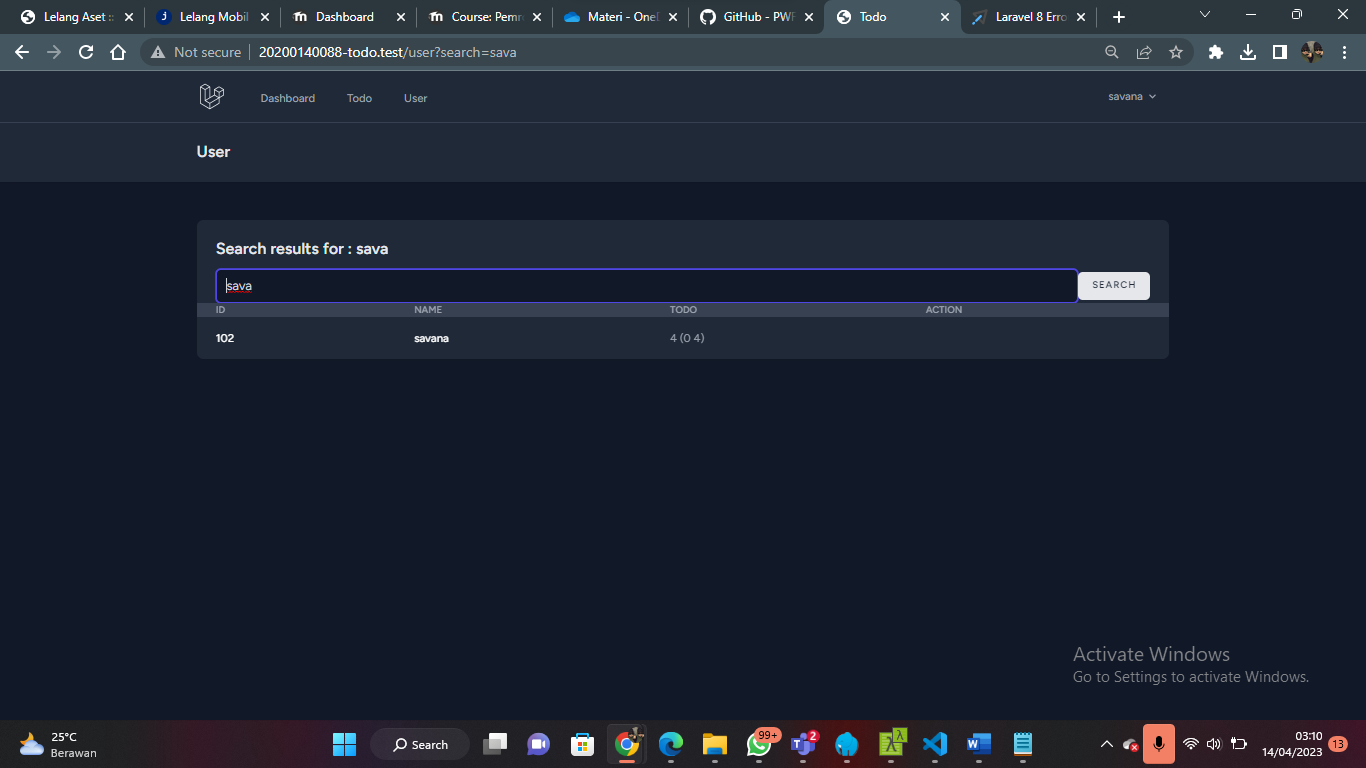 Lelang Aset :: Lelang Mobil Dashboard Course: Pemr GitHub - PWF Todo Laravel 8 Erro
Materi - One
Not secure 20200140088-todo.test/user?search=sava
Dashboard Todo User savana
User
Search results for : sava
sava SEARCH
ID NAME TODO ACTION
102 savana 4 (0 4)
Activate Windows
Go to Settings to activate Windows.
25°C
Berawan
Search
99+
2
03:10
14/04/2023
13